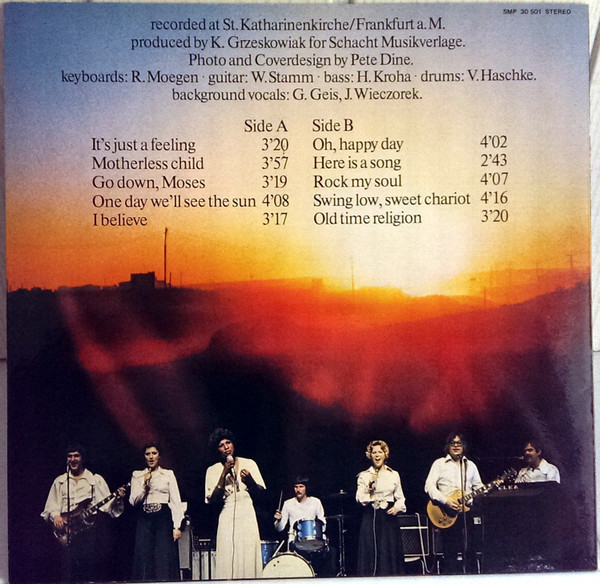 SMP 30 501 STEREO
recorded at St. Katharinenkirche/Frankfurt a. M.
produced by K. Grzeskowiak for Schacht Musikverlage.
Photo and Coverdesign by Pete Dine.
keyboards: R. Moegen · guitar: W. Stamm · bass: H. Kroha · drums: V. Haschke.
background vocals: G. Geis, J. Wieczorek.
Side A
It's just a feeling 3'20
Motherless child 3'57
Go down, Moses 3'19
One day we'll see the sun 4'08
I believe 3'17
Side B
Oh, happy day 4'02
Here is a song 2'43
Rock my soul 4'07
Swing low, sweet chariot 4'16
Old time religion 3'20